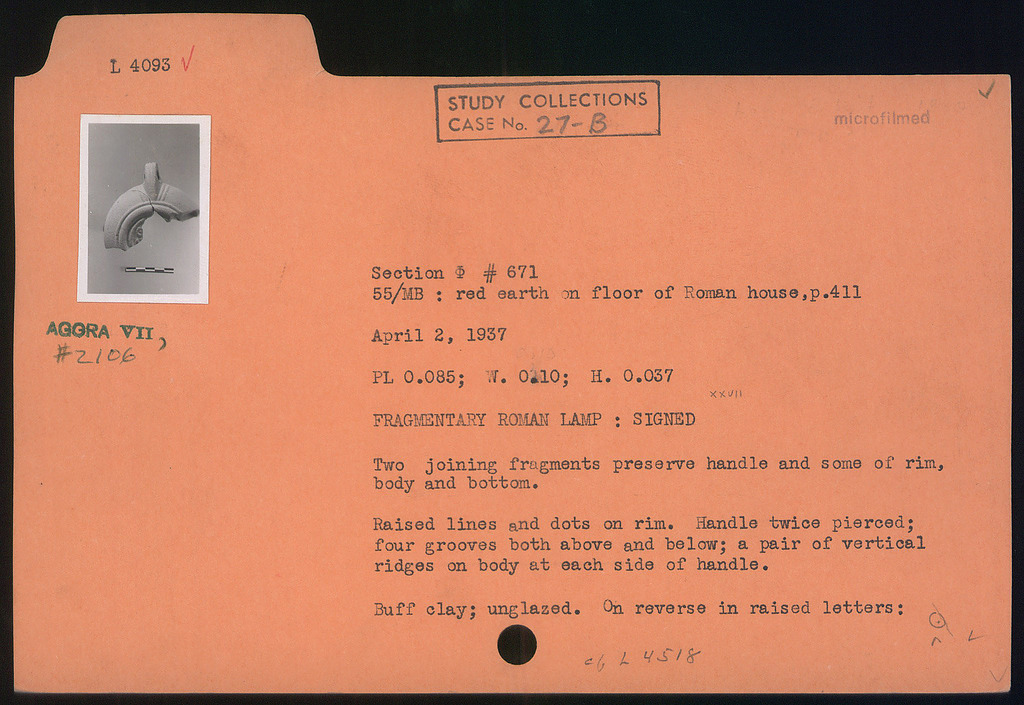 L 4093 ✓
STUDY COLLECTIONS
CASE No. 27-B
microfilmed
AGORA VII,
#2106
Section Φ # 671
55/MB : red earth on floor of Roman house,p.411
April 2, 1937
PL 0.085; W. 0.10; H. 0.037
XXVII
FRAGMENTARY ROMAN LAMP : SIGNED
Two joining fragments preserve handle and some of rim,
body and bottom.
Raised lines and dots on rim. Handle twice pierced;
four grooves both above and below; a pair of vertical
ridges on body at each side of handle.
Buff clay; unglazed. On reverse in raised letters:
cf L 4518